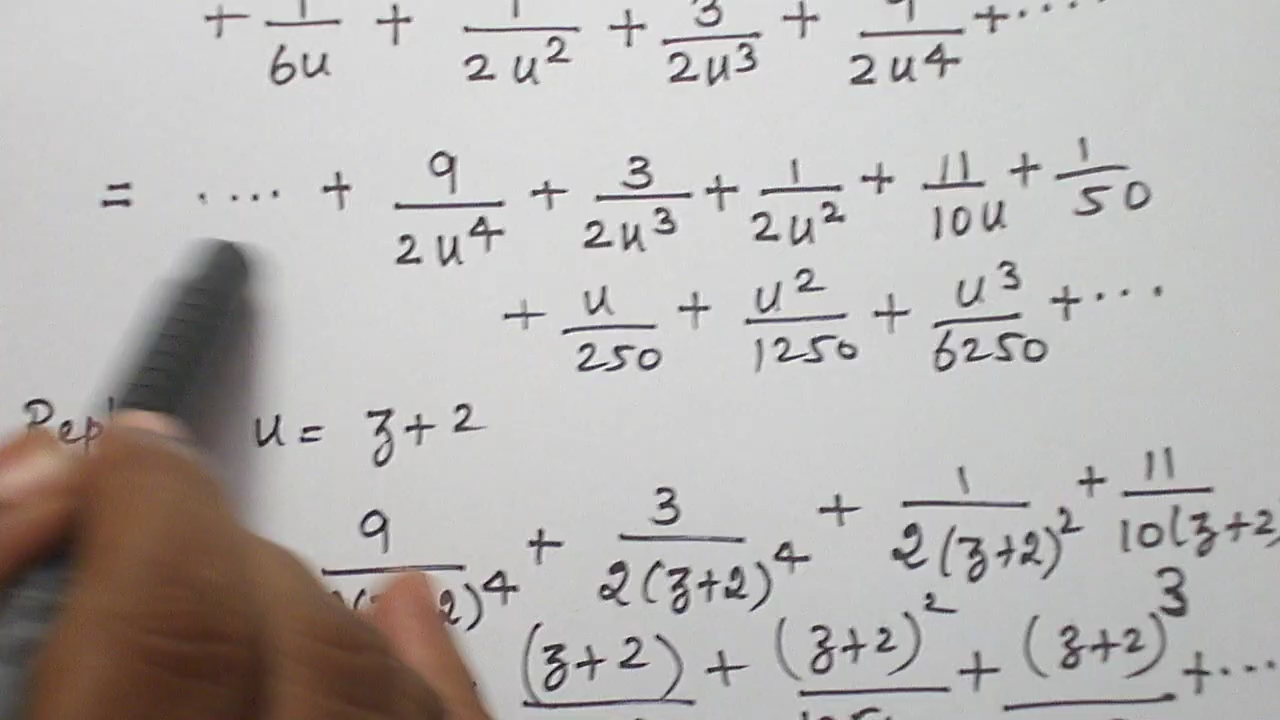 + 1/6u + 1/2u² + 3/2u³ + 9/2u⁴ + ····
= ···· + 9/2u⁴ + 3/2u³ + 1/2u² + 11/10u + 1/50
+ u/250 + u²/1250 + u³/6250 + ···
u = z+2
9/ 2)⁴ + 3/2(z+2)⁴ + 1/2(z+2)² + 11/10(z+2
(z+2) + (z+2)² + (z+2)³ + ···